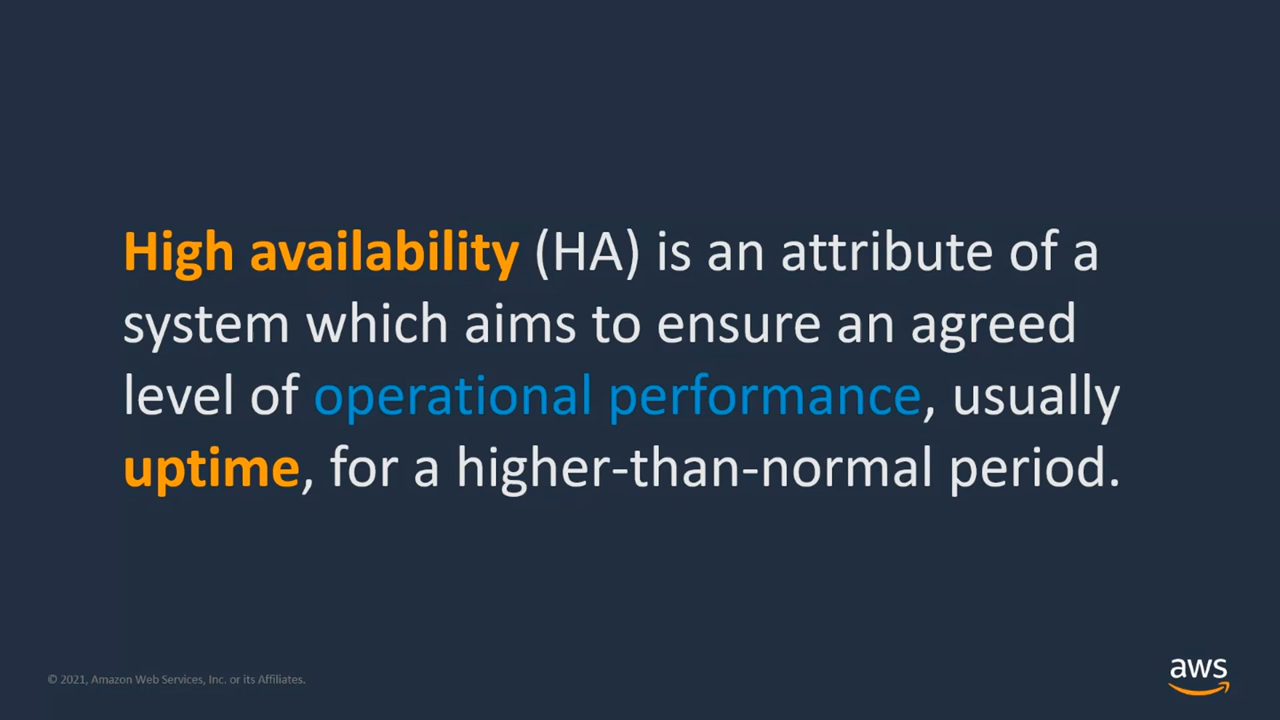 High availability (HA) is an attribute of a
system which aims to ensure an agreed
level of operational performance, usually
uptime, for a higher-than-normal period.
© 2021, Amazon Web Services, Inc. or its Affiliates.
aws